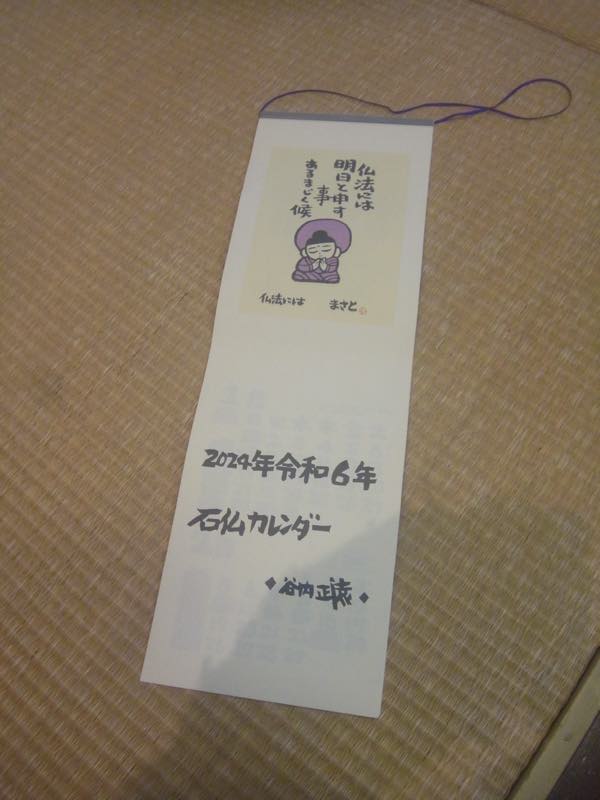 仏法には
明日と申す
事
あるまじく候
仏法には まさと
2024年令和6年
石仏カレンダー
◆谷内正遠◆